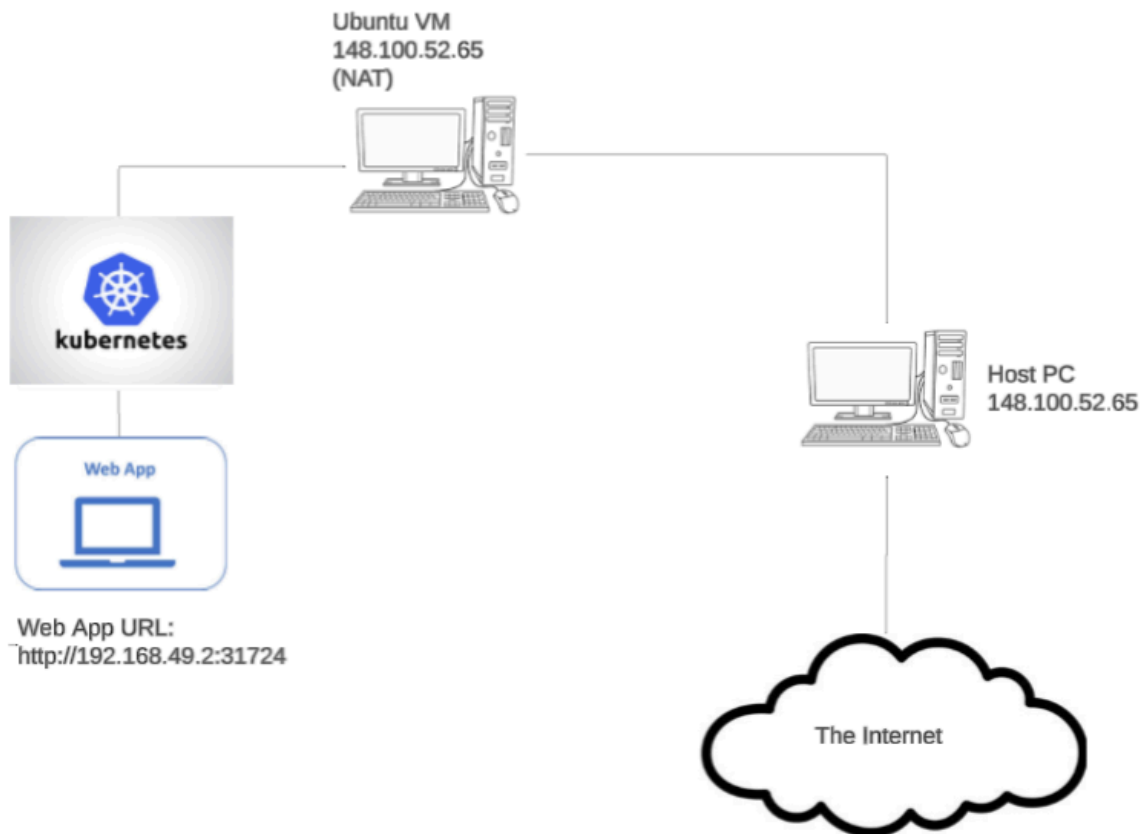 Ubuntu VM
148.100.52.65
(NAT)
kubernetes
Host PC
148.100.52.65
Web App
Web App URL:
http://192.168.49.2:31724
The Internet